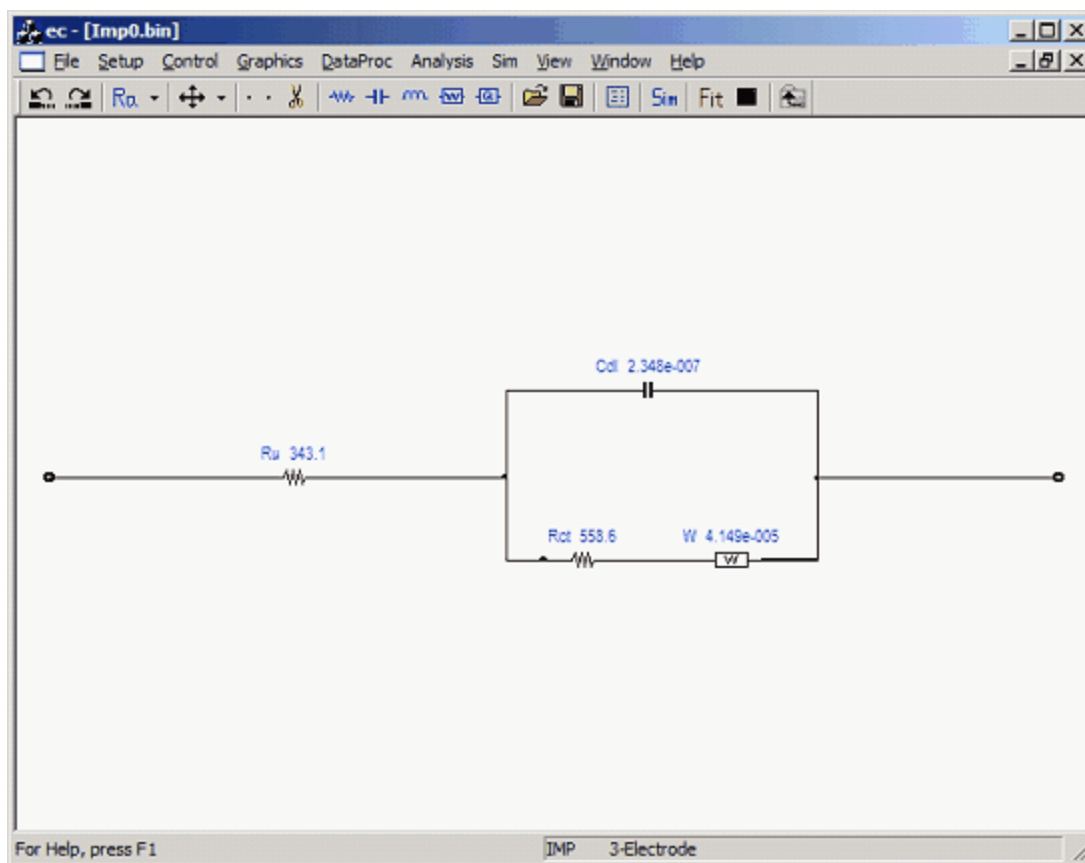 ec - [Imp0.bin]
File Setup Control Graphics DataProc Analysis Sim View Window Help
Sim Fit
Cdl 2.348e-007
Ru 343.1
Rct 558.6 W 4.149e-005
W
For Help, press F1 IMP 3-Electrode